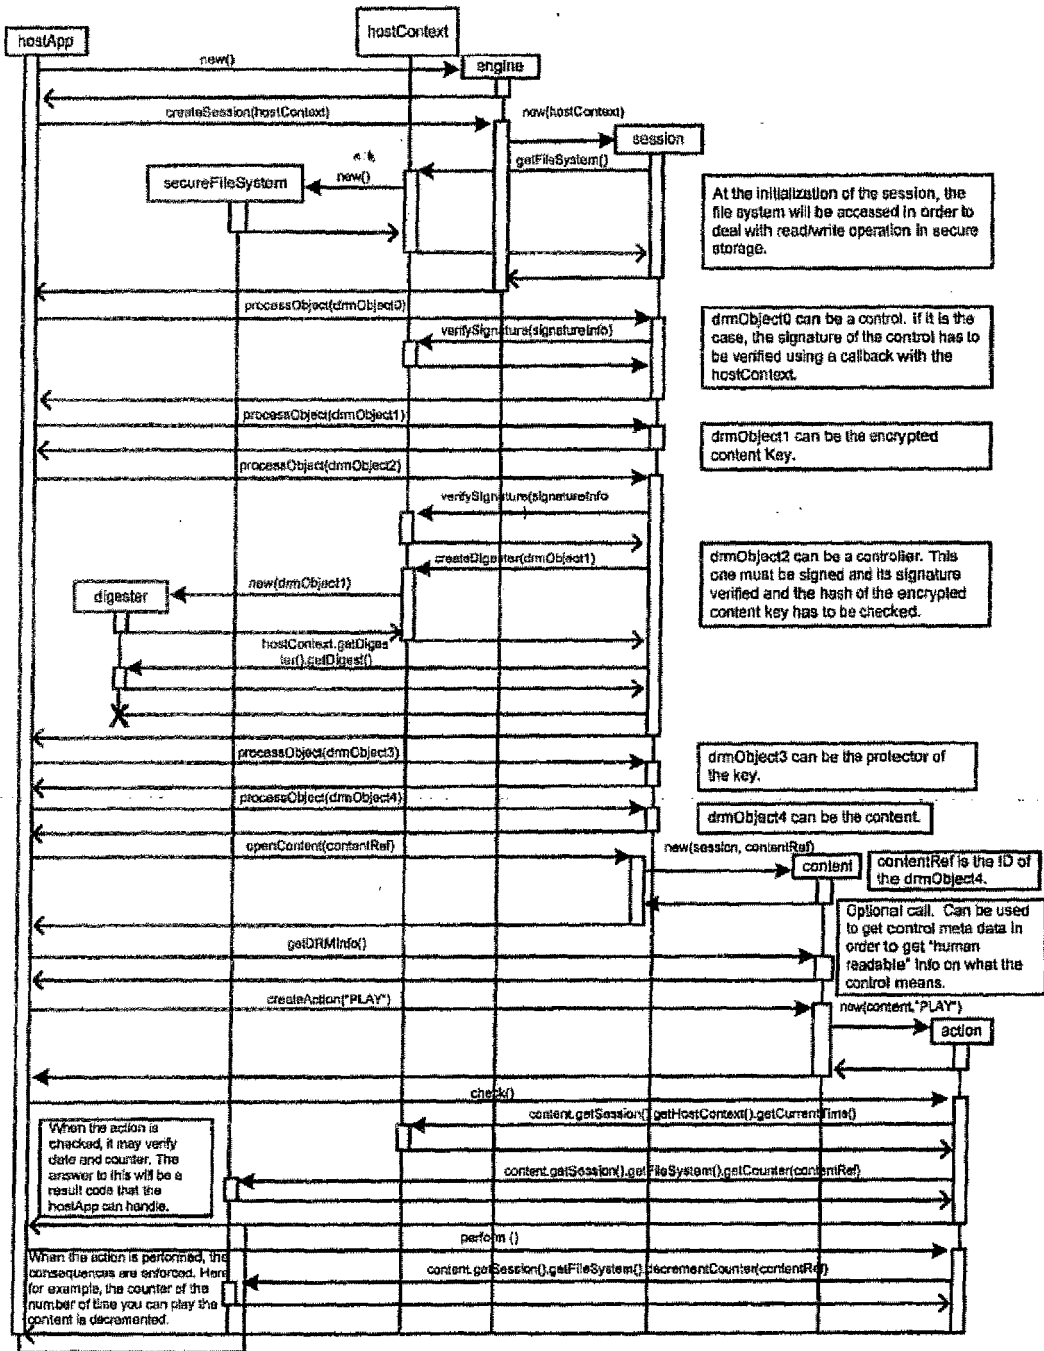 hostApp
hostContext
new()
engine
createSession(hostContext)
new(hostContext)
session
getFileSystem()
secureFileSystem
new()
At the initialization of the session, the
file system will be accessed in order to
deal with read/write operation in secure
storage.
processObject(drmObject0)
verifySignature(signatureInfo)
drmObject0 can be a control. If it is the
case, the signature of the control has to
be verified using a callback with the
hostContext.
processObject(drmObject1)
drmObject1 can be the encrypted
content Key.
processObject(drmObject2)
verifySignature(signatureInfo
)
createDigester(drmObject1)
drmObject2 can be a controller. This
one must be signed and its signature
verified and the hash of the encrypted
content key has to be checked.
new(drmObject1)
digester
hostContext.getDiges
ter().getDigest()
processObject(drmObject3)
drmObject3 can be the protector of
the key.
processObject(drmObject4)
drmObject4 can be the content.
openContent(contentRef)
new(session, contentRef)
content
contentRef is the ID of
the drmObject4.
Optional call. Can be used
to get control meta data in
order to get "human
readable" info on what the
control means.
getDRMInfo()
createAction("PLAY")
new(content,"PLAY")
action
check()
content.getSession().getHostContext().getCurrentTime()
When the action is
checked, it may verify
date and counter. The
answer to this will be a
result code that the
hostApp can handle.
content.getSession().getFileSystem().getCounter(contentRef)
perform ()
When the action is performed, the
consequences are enforced. Here
for example, the counter of the
number of time you can play the
content is decremented.
content.getSession().getFileSystem().decrementCounter(contentRef)